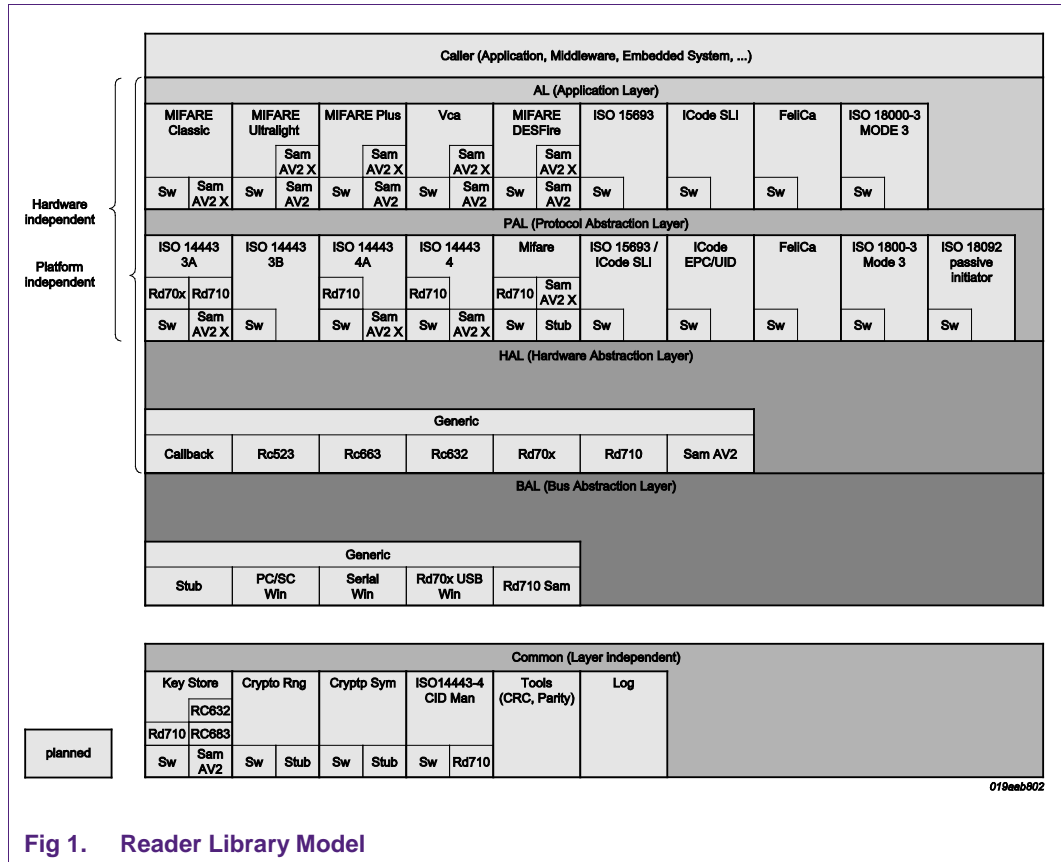 Caller (Application, Middleware, Embedded System, ...)
AL (Application Layer)
MIFARE Classic
MIFARE Ultralight
MIFARE Plus
Vca
MIFARE DESFire
ISO 15693
ICode SLI
FeliCa
ISO 18000-3 MODE 3
Sam AV2 X
Sam AV2 X
Sam AV2 X
Sam AV2 X
Sw
Sam AV2 X
Sw
Sam AV2
Sw
Sam AV2
Sw
Sam AV2
Sw
Sam AV2
Sw
Sw
Sw
Sw
Hardware independent
Platform independent
PAL (Protocol Abstraction Layer)
ISO 14443 3A
ISO 14443 3B
ISO 14443 4A
ISO 14443 4
Mifare
ISO 15693 / ICode SLI
ICode EPC/UID
FeliCa
ISO 1800-3 Mode 3
ISO 18092 passive initiator
Rd70x
Rd710
Rd710
Rd710
Rd710
Sam AV2 X
Sw
Sam AV2 X
Sw
Sw
Sam AV2 X
Sw
Sam AV2 X
Sw
Stub
Sw
Sw
Sw
Sw
Sw
HAL (Hardware Abstraction Layer)
Generic
Callback
Rc523
Rc663
Rc632
Rd70x
Rd710
Sam AV2
BAL (Bus Abstraction Layer)
Generic
Stub
PC/SC Win
Serial Win
Rd70x USB Win
Rd710 Sam
Common (Layer independent)
Key Store
Crypto Rng
Cryptp Sym
ISO14443-4 CID Man
Tools (CRC, Parity)
Log
RC632
Rd710
RC683
Sw
Sam AV2
Sw
Stub
Sw
Stub
Sw
Rd710
planned
019aab802
Fig 1. Reader Library Model